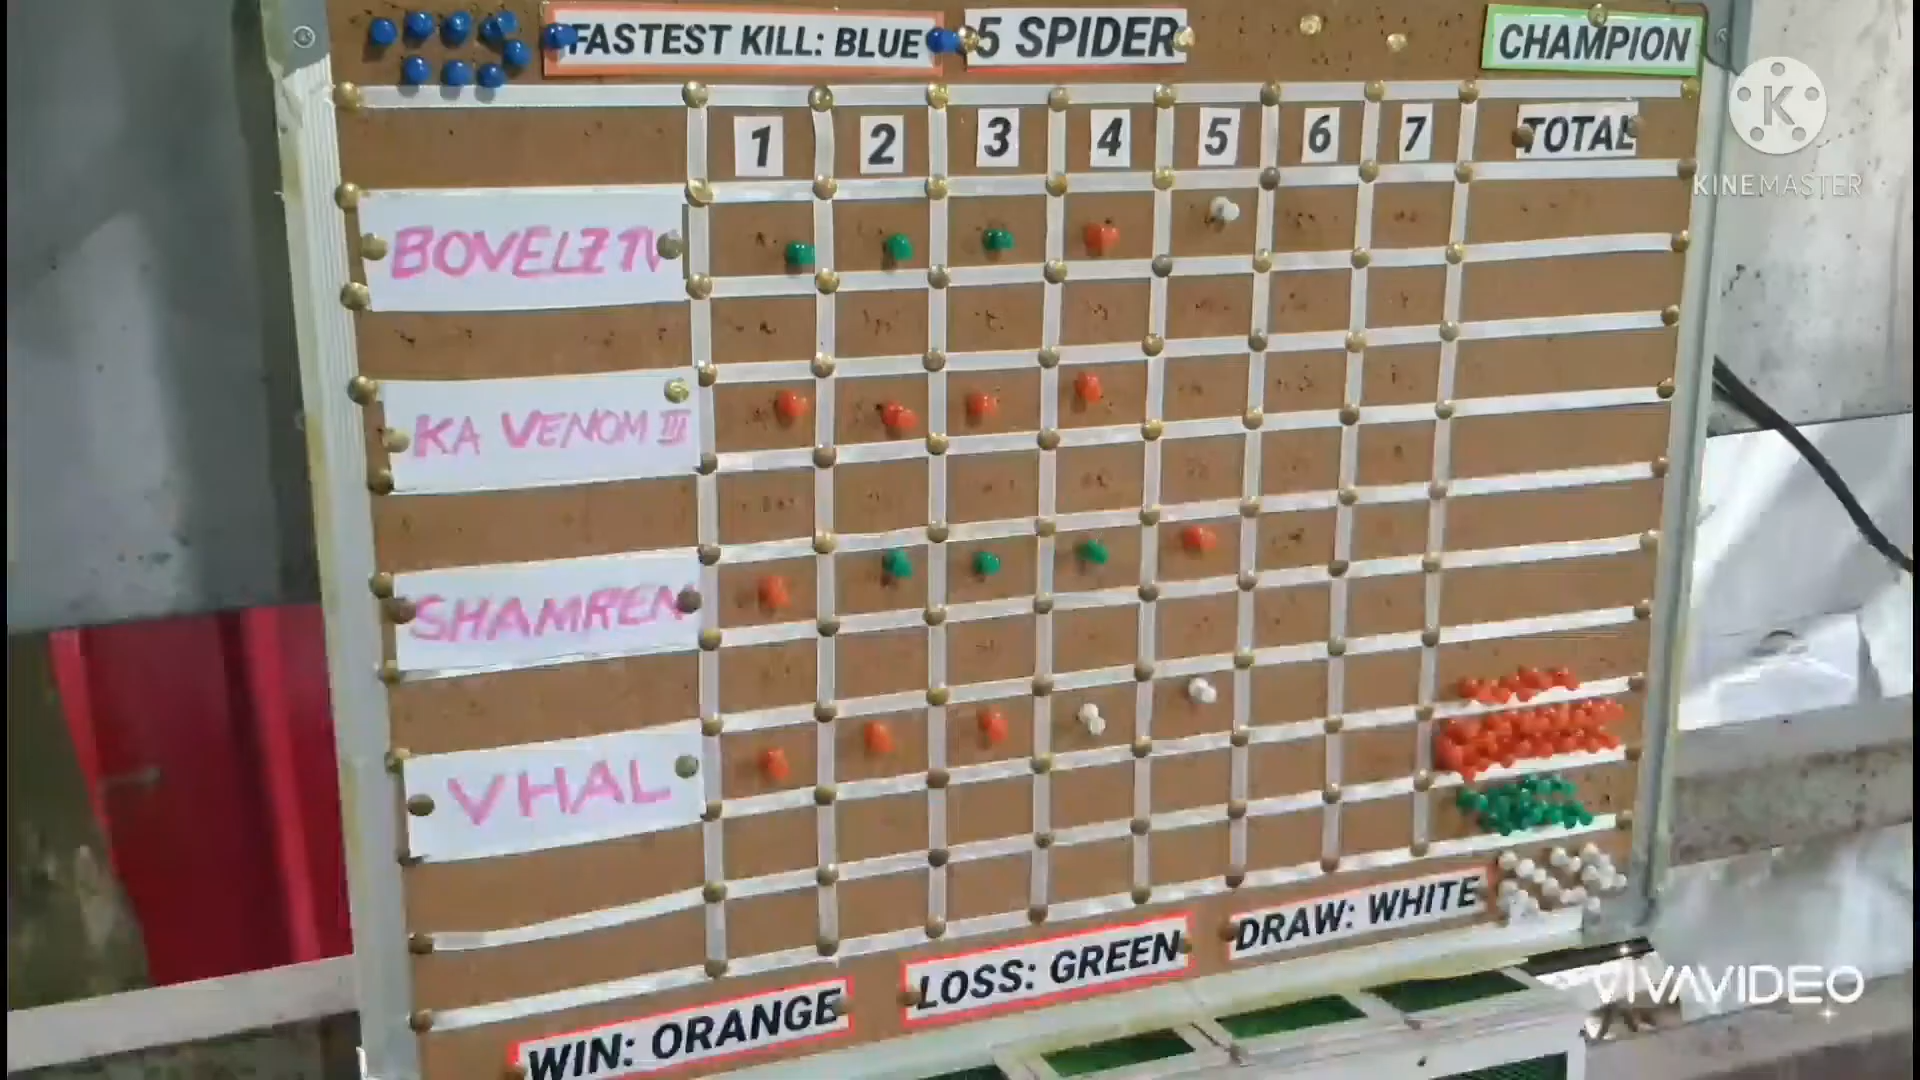 FASTEST KILL: BLUE
5 SPIDER
CHAMPION
K
KINEMASTER
1 2 3 4 5 6 7 TOTAL
BOVELZ TV
KA VENOM III
SHAMREN
VHAL
WIN: ORANGE
LOSS: GREEN
DRAW: WHITE
VIVAVIDEO